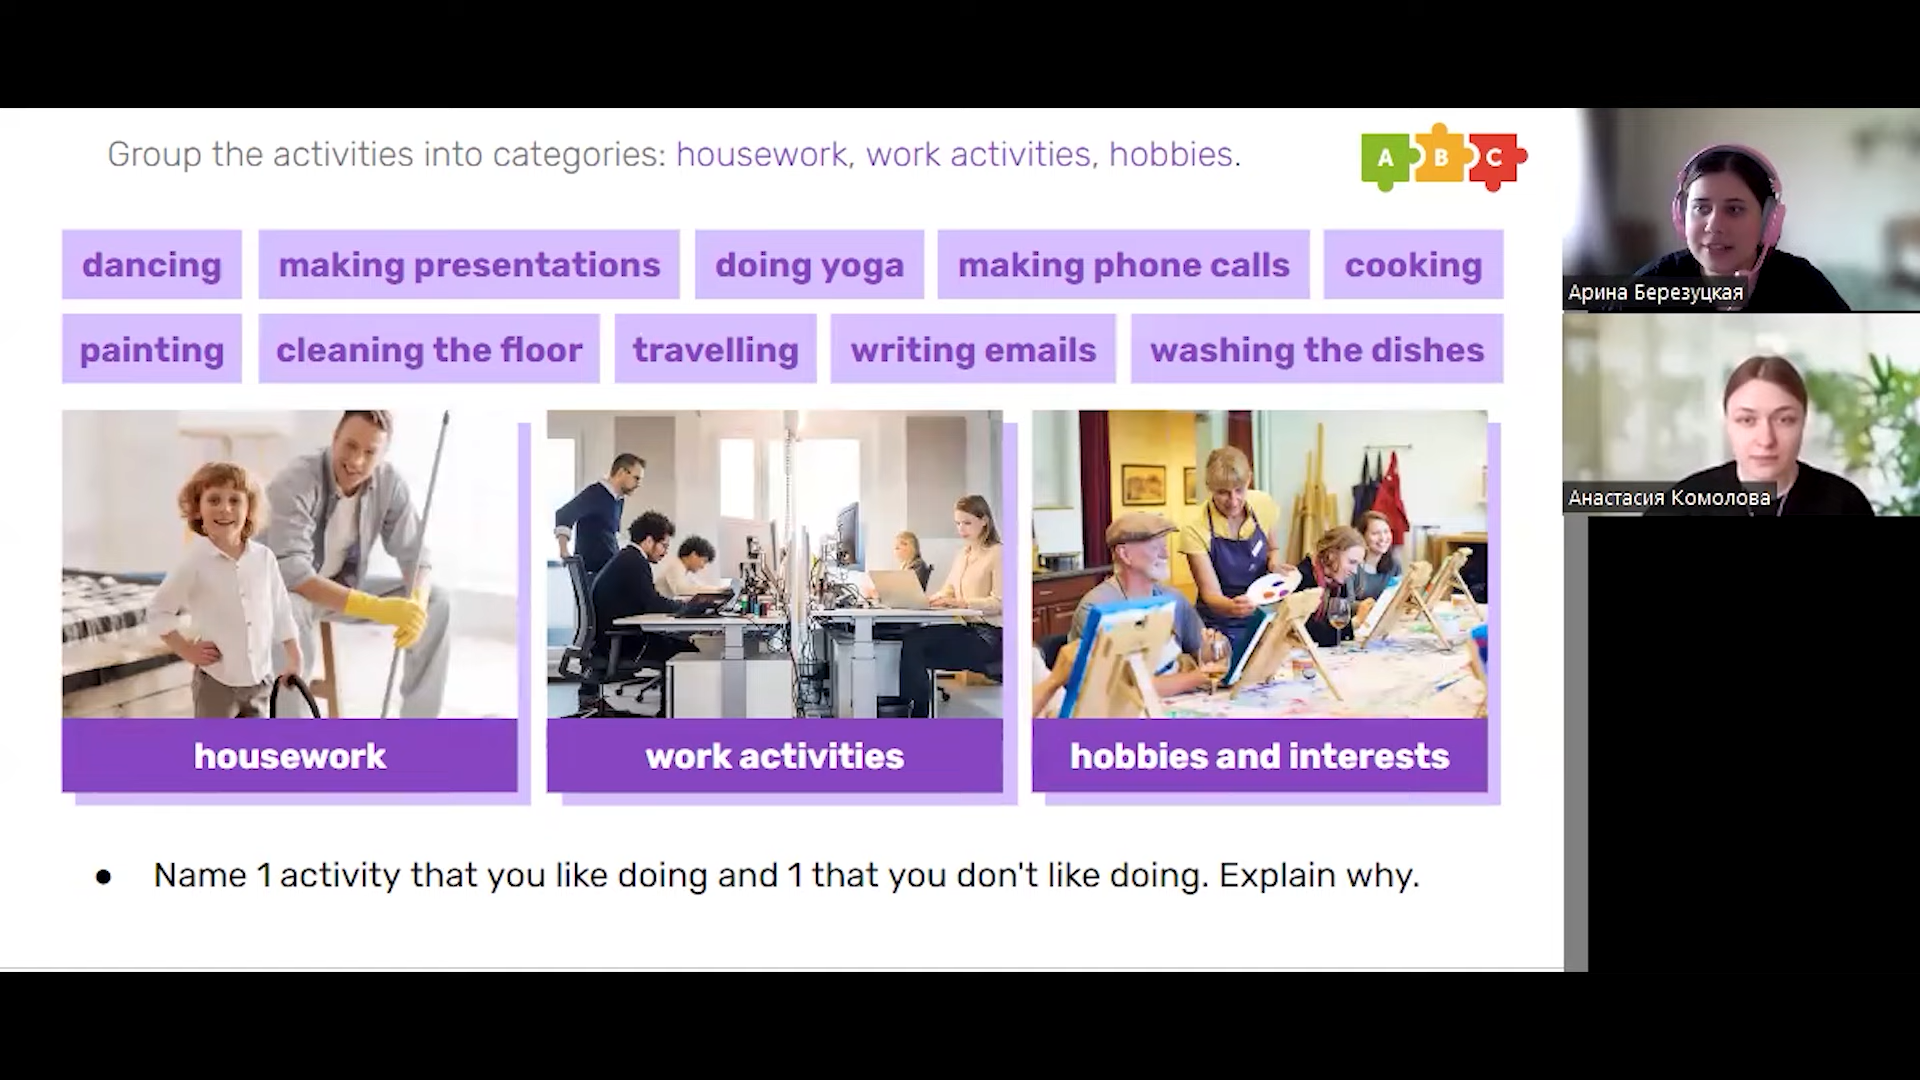 Group the activities into categories: housework, work activities, hobbies.
A B C
dancing making presentations doing yoga making phone calls cooking
painting cleaning the floor travelling writing emails washing the dishes
housework work activities hobbies and interests
● Name 1 activity that you like doing and 1 that you don't like doing. Explain why.
Арина Березуцкая
Анастасия Комолова